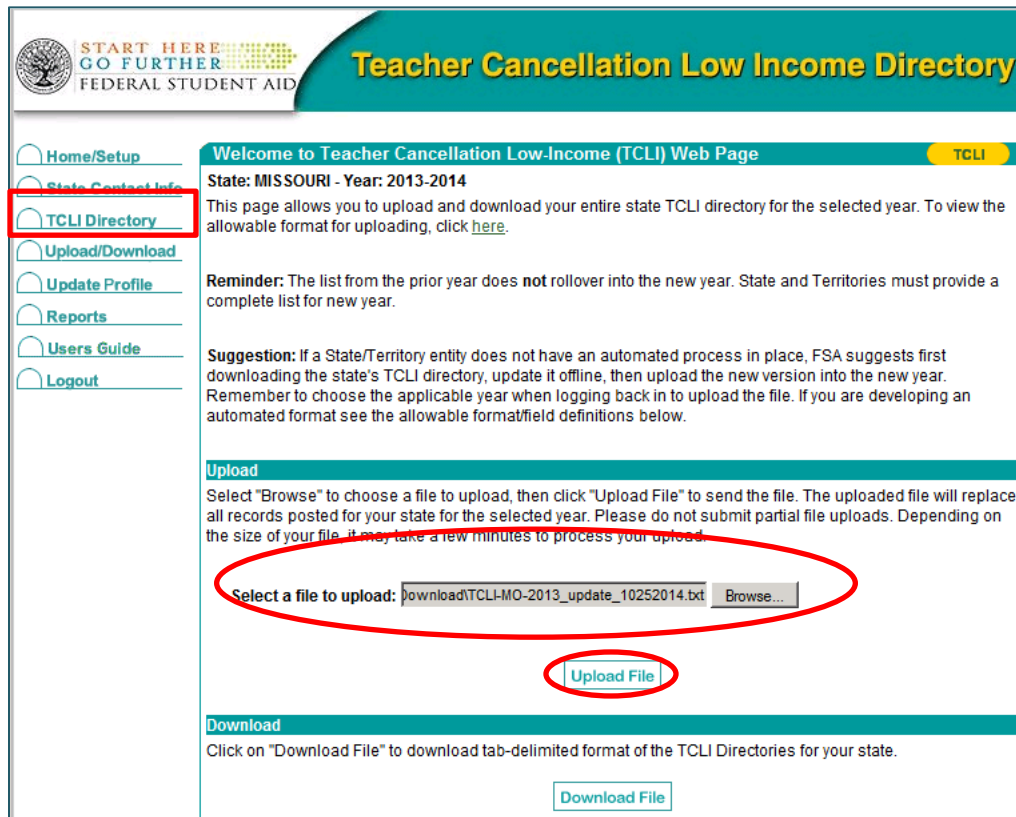 START HERE
GO FURTHER
FEDERAL STUDENT AID
Teacher Cancellation Low Income Directory
Home/Setup
State Contact Info
TCLI Directory
Upload/Download
Update Profile
Reports
Users Guide
Logout
Welcome to Teacher Cancellation Low-Income (TCLI) Web Page
TCLI
State: MISSOURI - Year: 2013-2014
This page allows you to upload and download your entire state TCLI directory for the selected year. To view the
allowable format for uploading, click here.
Reminder: The list from the prior year does not rollover into the new year. State and Territories must provide a
complete list for new year.
Suggestion: If a State/Territory entity does not have an automated process in place, FSA suggests first
downloading the state's TCLI directory, update it offline, then upload the new version into the new year.
Remember to choose the applicable year when logging back in to upload the file. If you are developing an
automated format see the allowable format/field definitions below.
Upload
Select "Browse" to choose a file to upload, then click "Upload File" to send the file. The uploaded file will replace
all records posted for your state for the selected year. Please do not submit partial file uploads. Depending on
the size of your file, it may take a few minutes to process your upload.
Select a file to upload: Download\TCLI-MO-2013_update_10252014.txt Browse...
Upload File
Download
Click on "Download File" to download tab-delimited format of the TCLI Directories for your state.
Download File